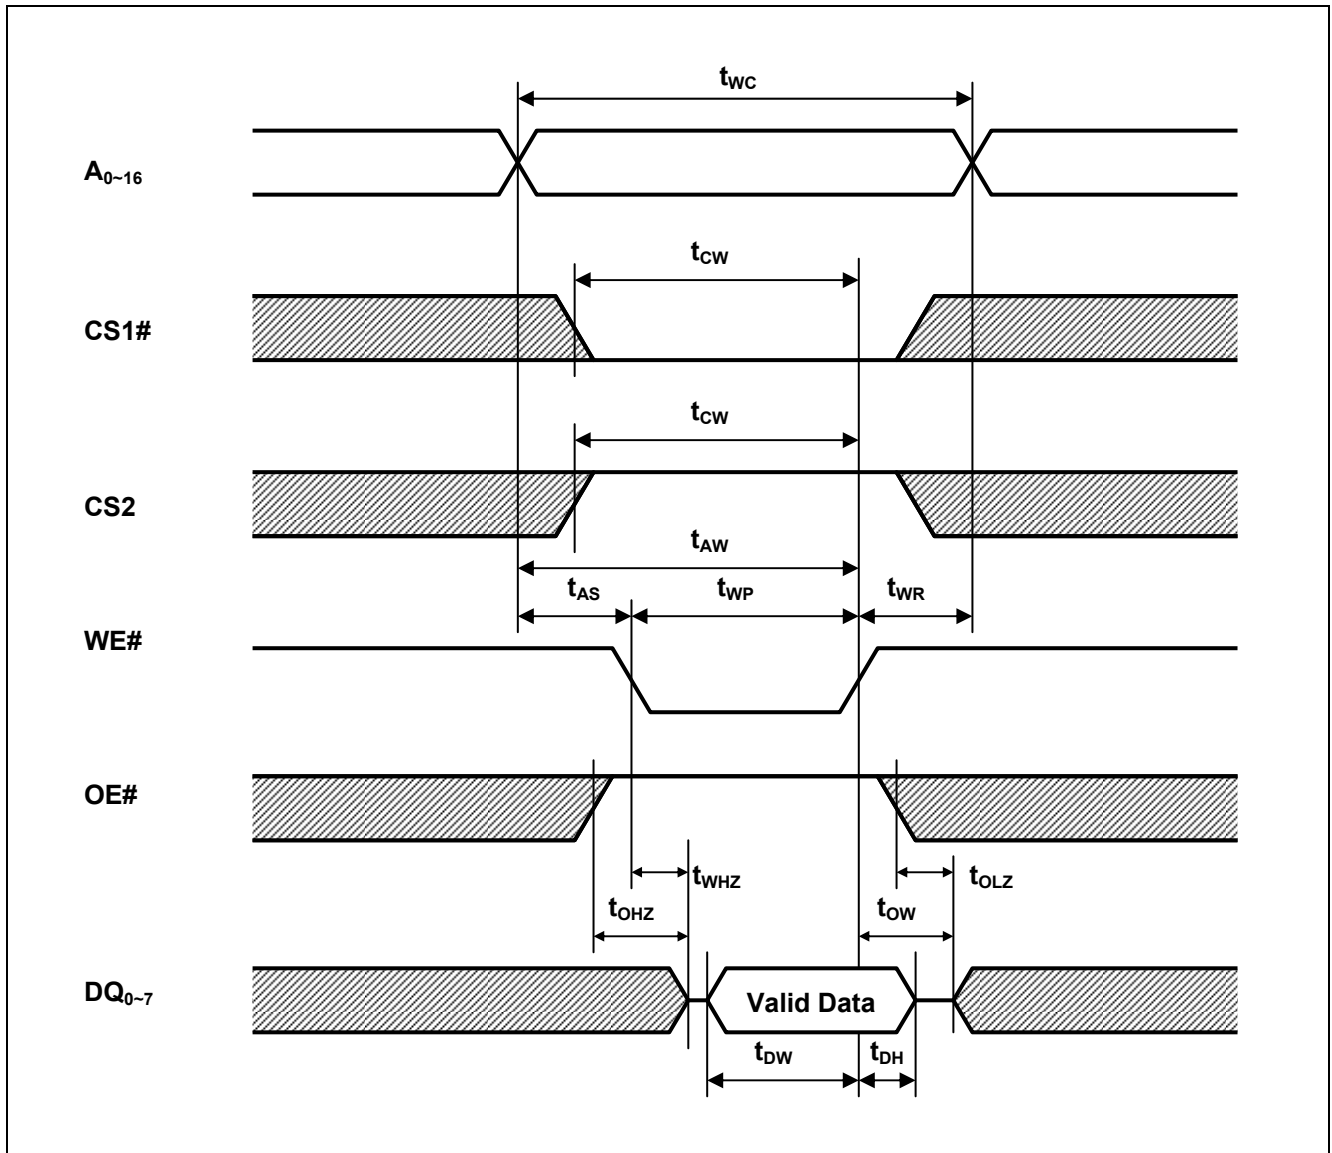 tWC
A0~16
tCW
CS1#
tCW
CS2
tAW
tAS tWP tWR
WE#
OE#
tWHZ tOLZ
tOHZ tOW
DQ0~7 Valid Data
tDW tDH